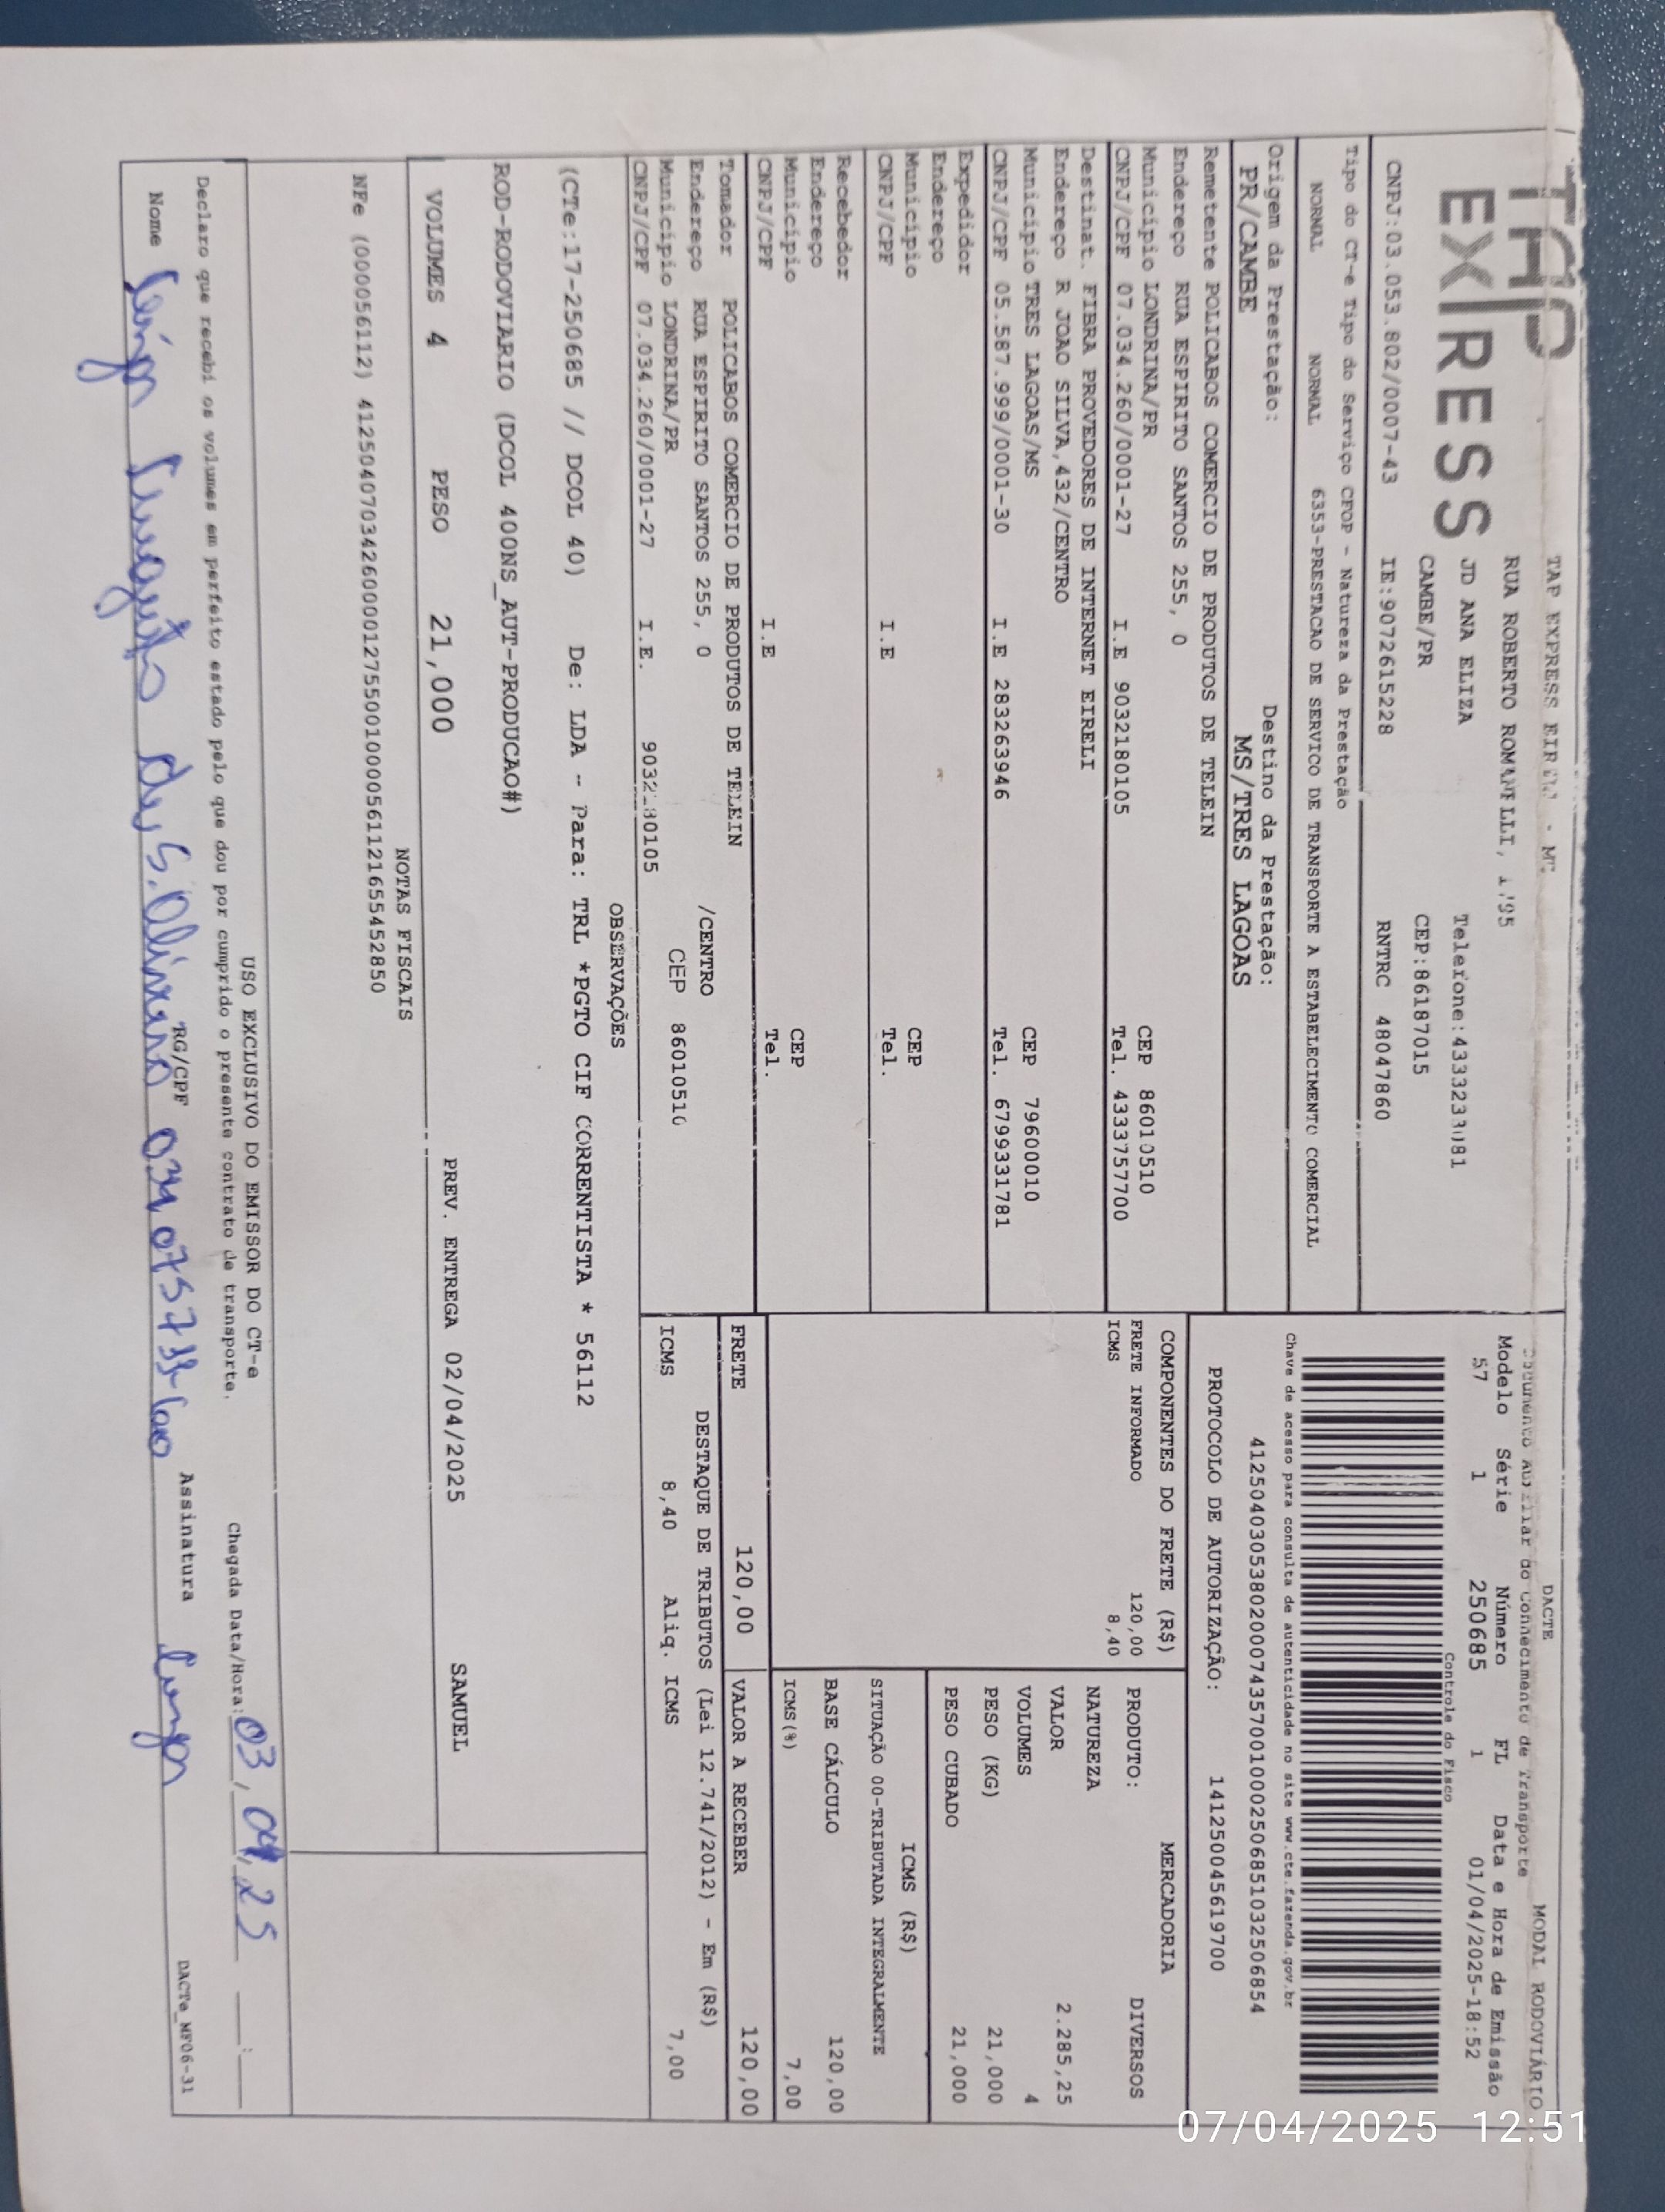 TAP
EXPRESS
TAP EXPRESS
RUA ROBERTO
JD ANA ELIZA Telefone:4333233081
CAMBE/PR CEP:86187015
CNPJ:03.053.802/0007-43 IE:9072615228 RNTRC 48047860
Tipo do CT-e Tipo do Serviço CFOP - Natureza da Prestação
NORMAL NORMAL 6353-PRESTACAO DE SERVICO DE TRANSPORTE A ESTABELECIMENTO COMERCIAL
Origem da Prestação: Destino da Prestação:
PR/CAMBE MS/TRES LAGOAS
DACTE MODAL RODOVIÁRIO
Documento Auxiliar do Conhecimento de Transporte
Modelo Série Número FL Data e Hora de Emissão
57 1 250685 1 01/04/2025-18:52
Controle do Fisco
Chave de acesso para consulta de autenticidade no site www.cte.fazenda.gov.br
41250403053802000743570010002506851032506854
PROTOCOLO DE AUTORIZAÇÃO: 141250045619700
Remetente POLICABOS COMERCIO DE PRODUTOS DE TELEIN
Endereço RUA ESPIRITO SANTOS 255, 0
Município LONDRINA/PR CEP 86010510
CNPJ/CPF 07.034.260/0001-27 I.E 9032180105 Tel. 4333757700
Destinat. FIBRA PROVEDORES DE INTERNET EIRELI
Endereço R JOAO SILVA,432/CENTRO
Município TRES LAGOAS/MS CEP 79600010
CNPJ/CPF 05.587.999/0001-30 I.E 283263946 Tel. 67999331781
Expedidor
Endereço
Município CEP
CNPJ/CPF I.E Tel.
Recebedor
Endereço
Município CEP
CNPJ/CPF I.E Tel.
Tomador POLICABOS COMERCIO DE PRODUTOS DE TELEIN
Endereço RUA ESPIRITO SANTOS 255, 0 /CENTRO
Município LONDRINA/PR CEP 86010510
CNPJ/CPF 07.034.260/0001-27 I.E. 9032180105
COMPONENTES DO FRETE (R$)
FRETE INFORMADO 120,00
ICMS 8,40
MERCADORIA
PRODUTO: DIVERSOS
NATUREZA
VALOR 2.285,25
VOLUMES 4
PESO (KG) 21,000
PESO CUBADO 21,000
ICMS (R$)
SITUAÇÃO 00-TRIBUTADA INTEGRALMENTE
BASE CÁLCULO 120,00
ICMS(%) 7,00
FRETE 120,00 VALOR A RECEBER 120,00
DESTAQUE DE TRIBUTOS (Lei 12.741/2012) - Em (R$)
ICMS 8,40 Aliq. ICMS 7,00
OBSERVAÇÕES
(CTe:17-250685 // DCOL 40) De: LDA - Para: TRL *PGTO CIF CORRENTISTA * 56112
ROD-RODOVIARIO (DCOL 400NS_AUT-PRODUCAO#)
VOLUMES 4 PESO 21,000 PREV. ENTREGA 02/04/2025 SAMUEL
NOTAS FISCAIS
NFe (000056112) 41250407034260000127550010000561121655452850
USO EXCLUSIVO DO EMISSOR DO CT-e
Declaro que recebi os volumes em perfeito estado pelo que dou por cumprido o presente contrato de transporte. Chegada Data/Hora: 03/04/25 __:__
Nome RG/CPF Assinatura
DACTe_MF06-31
07/04/2025 12:51